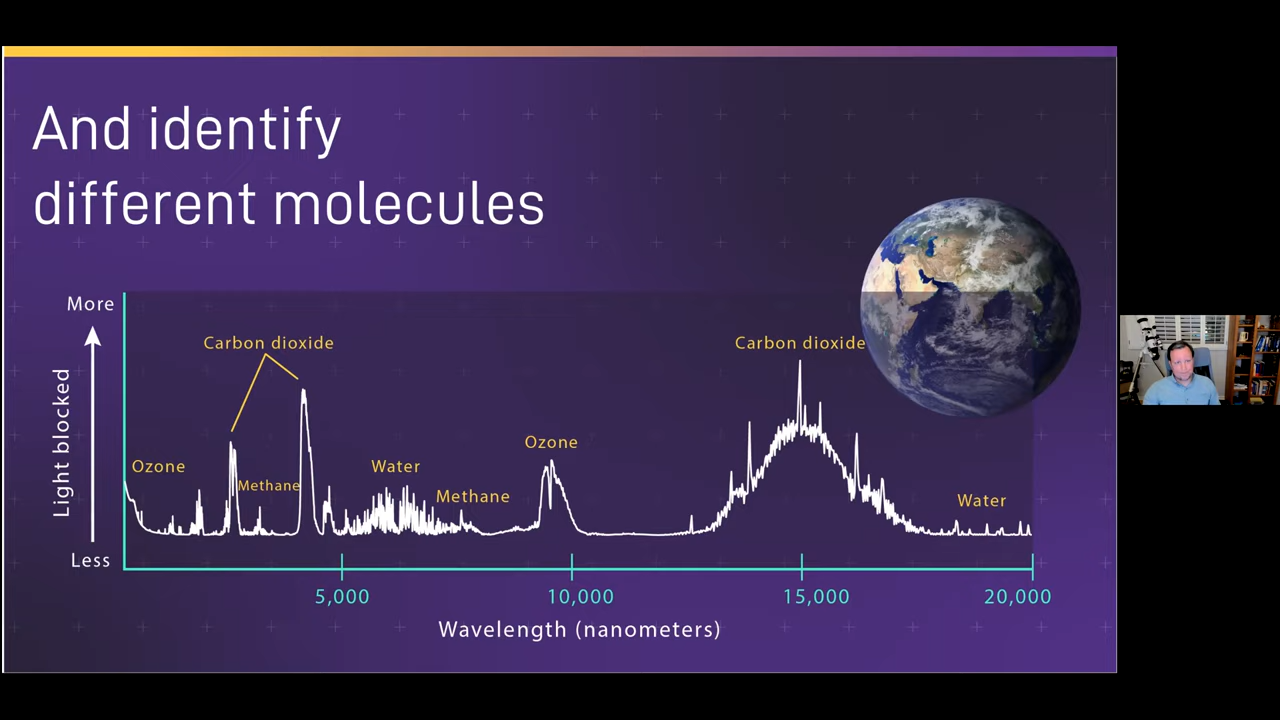 And identify
different molecules
More
Light blocked
Less
Carbon dioxide
Carbon dioxide
Ozone
Ozone
Water
Methane
Methane
Water
5,000
10,000
15,000
20,000
Wavelength (nanometers)